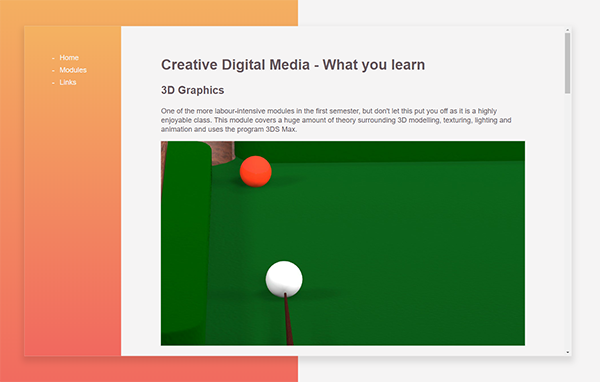 Home
Modules
Links
Creative Digital Media - What you learn
3D Graphics
One of the more labour-intensive modules in the first semester, but don't let this put you off as it is a highly
enjoyable class. This module covers a huge amount of theory surrounding 3D modelling, texturing, lighting and
animation and uses the program 3DS Max.